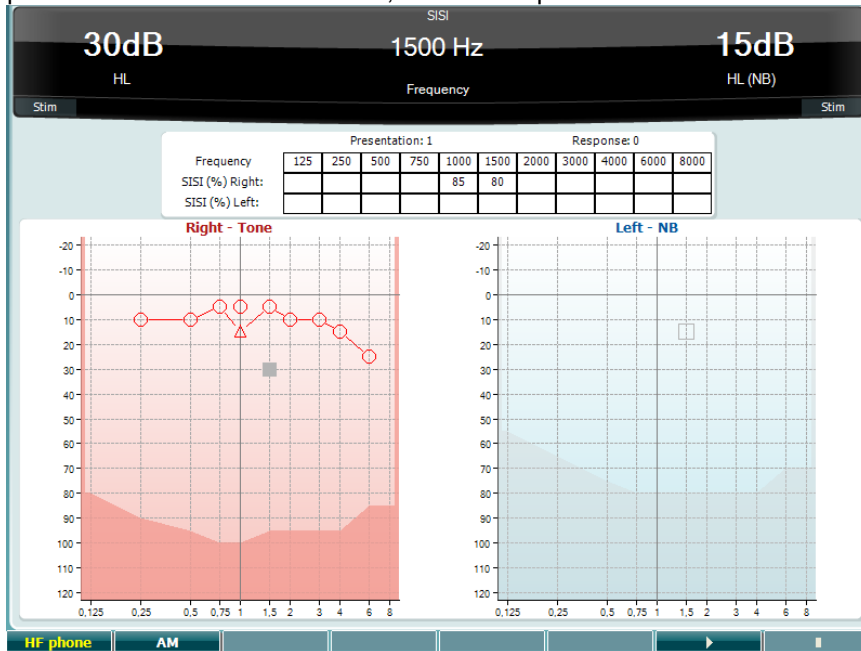 SISI
30dB 1500 Hz 15dB
HL HL (NB)
Frequency
Stim Stim
Presentation: 1 Response: 0
Frequency 125 250 500 750 1000 1500 2000 3000 4000 6000 8000
SISI (%) Right: 85 80
SISI (%) Left:
Right - Tone Left - NB
-20 -20
-10 -10
0 0
10 10
20 20
30 30
40 40
50 50
60 60
70 70
80 80
90 90
100 100
110 110
120 120
0,125 0,25 0,5 0,75 1 1,5 2 3 4 6 8 0,125 0,25 0,5 0,75 1 1,5 2 3 4 6 8
HF phone AM